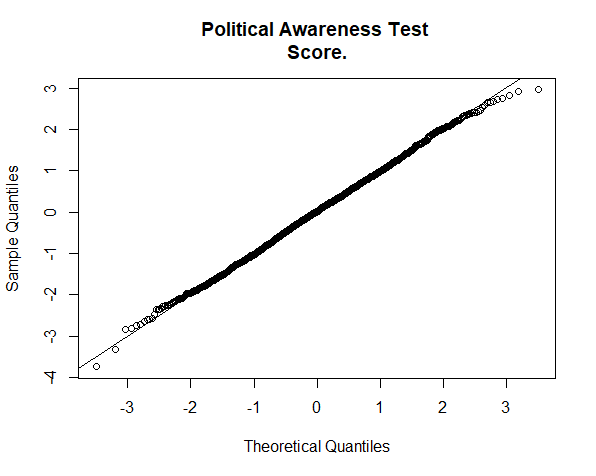 Political Awareness Test
Score.
3
2
1
0
-1
-2
-3
-4
Sample Quantiles
-3 -2 -1 0 1 2 3
Theoretical Quantiles